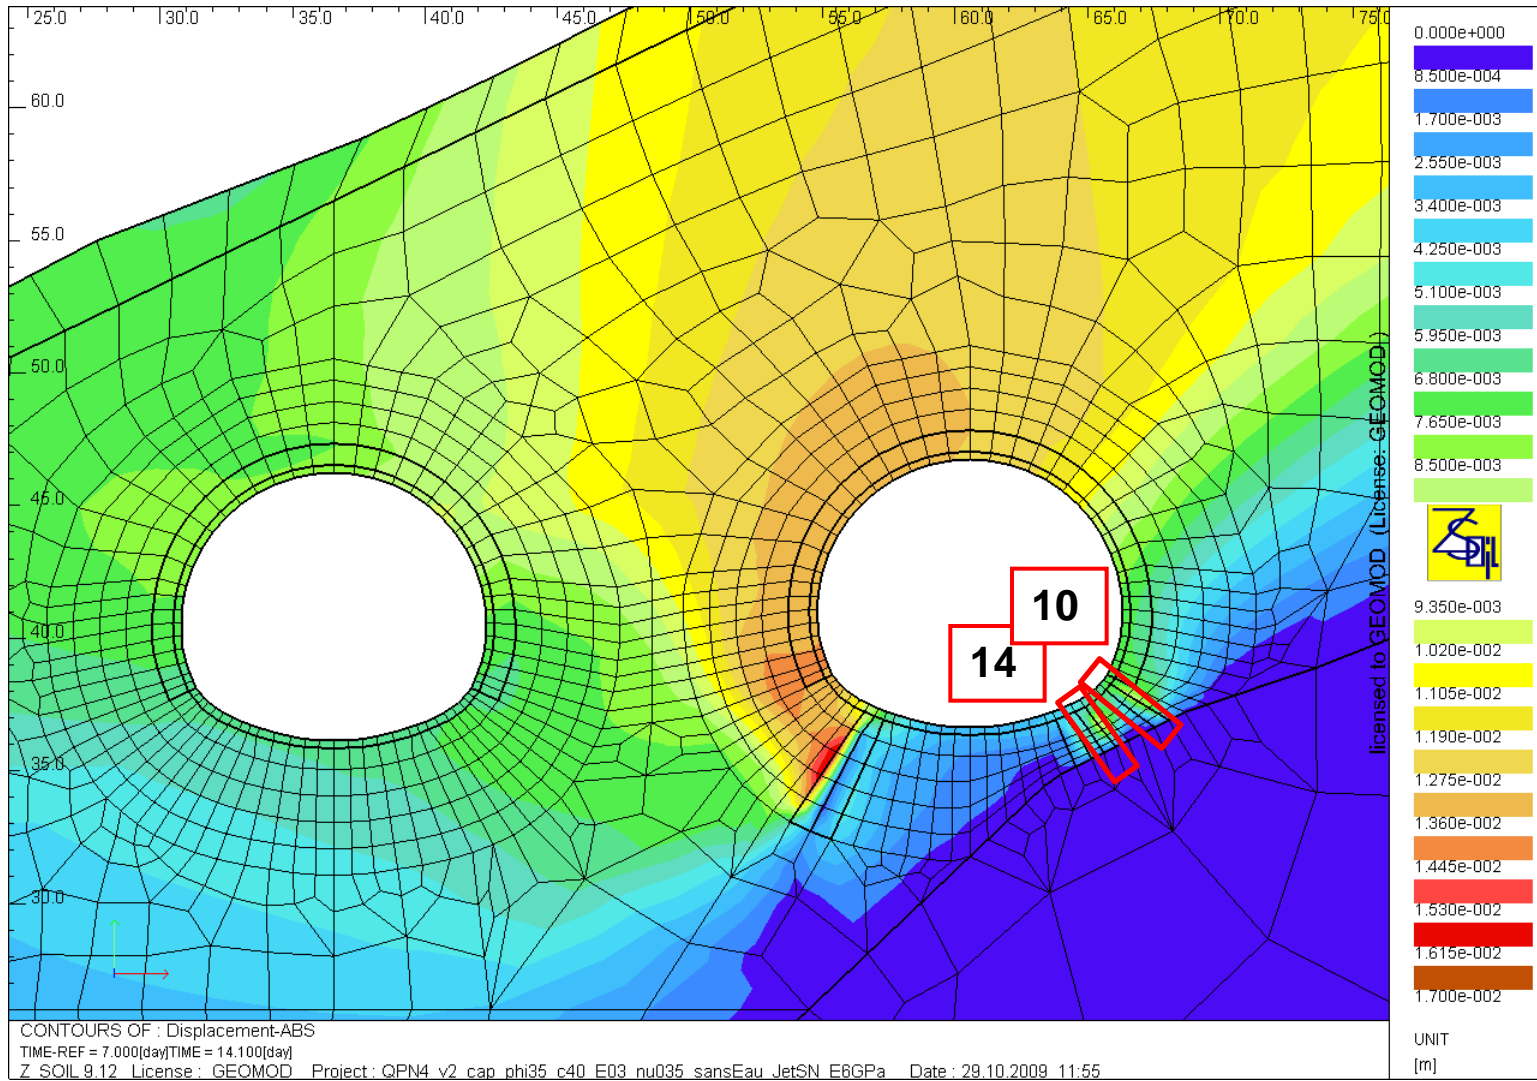 25.0 30.0 35.0 40.0 45.0 50.0 55.0 60.0 65.0 70.0 75.0
60.0
55.0
50.0
45.0
40.0
35.0
30.0
10
14
licensed to GEOMOD (License: GEOMOD)
0.000e+000
8.500e-004
1.700e-003
2.550e-003
3.400e-003
4.250e-003
5.100e-003
5.950e-003
6.800e-003
7.650e-003
8.500e-003
ZSOIL
9.350e-003
1.020e-002
1.105e-002
1.190e-002
1.275e-002
1.360e-002
1.445e-002
1.530e-002
1.615e-002
1.700e-002
UNIT
[m]
CONTOURS OF : Displacement-ABS
TIME-REF = 7.000[day]TIME = 14.100[day]
Z_SOIL 9.12 License : GEOMOD Project : QPN4_v2_cap_phi35_c40_E03_nu035_sansEau_JetSN_E6GPa Date : 29.10.2009 11:55